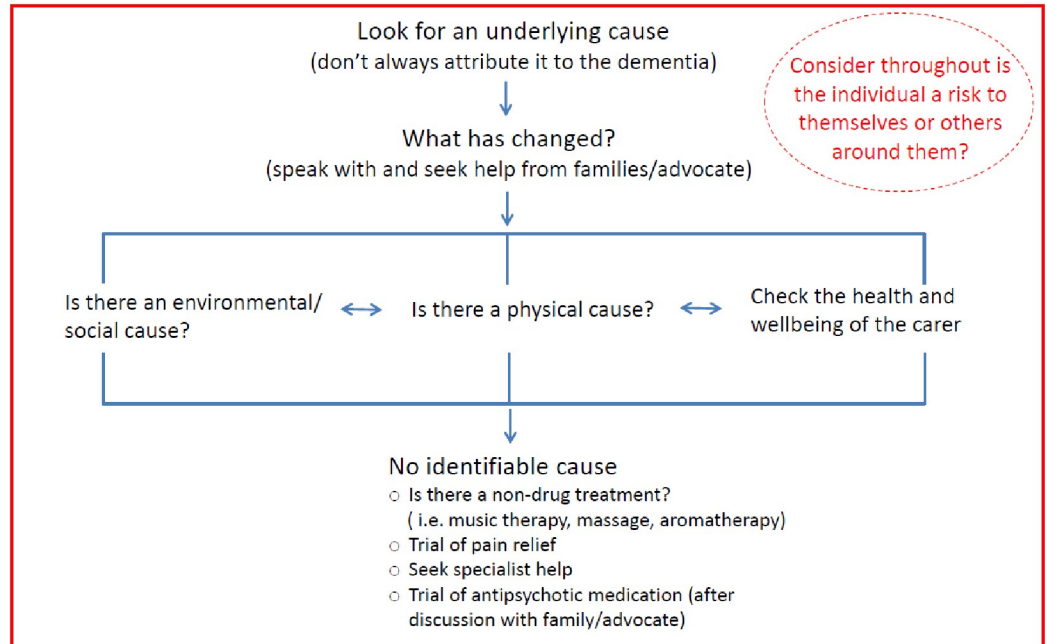 Look for an underlying cause
(don't always attribute it to the dementia)
Consider throughout is
the individual a risk to
themselves or others
around them?
What has changed?
(speak with and seek help from families/advocate)
Is there an environmental/
social cause?
Is there a physical cause?
Check the health and
wellbeing of the carer
No identifiable cause
○ Is there a non-drug treatment?
( i.e. music therapy, massage, aromatherapy)
○ Trial of pain relief
○ Seek specialist help
○ Trial of antipsychotic medication (after
discussion with family/advocate)